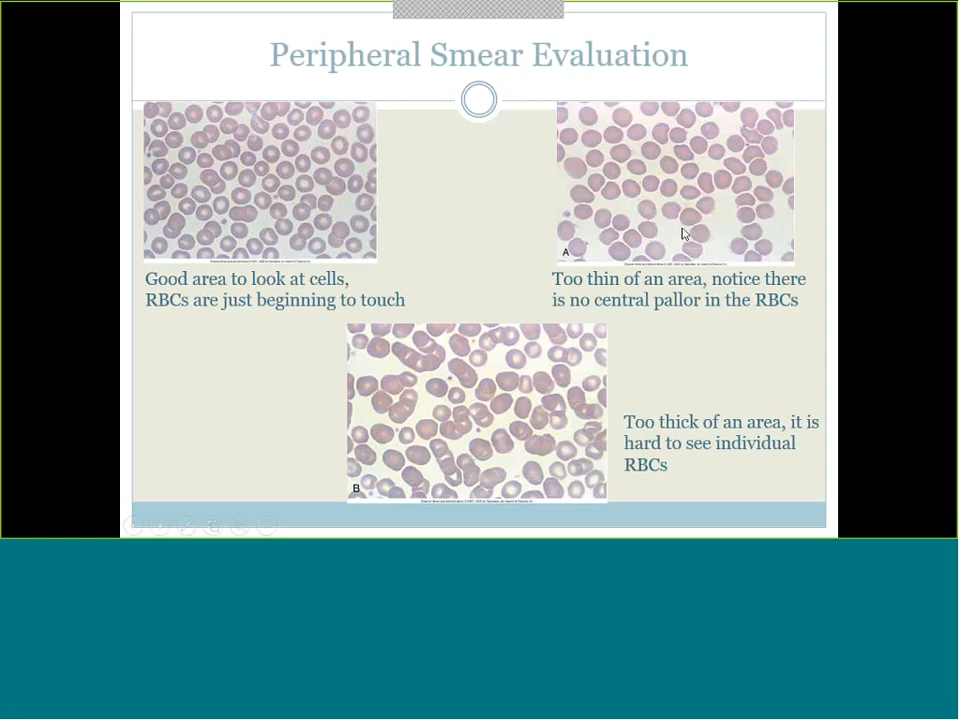 Peripheral Smear Evaluation
Good area to look at cells,
RBCs are just beginning to touch
A
Too thin of an area, notice there
is no central pallor in the RBCs
B
Too thick of an area, it is
hard to see individual
RBCs